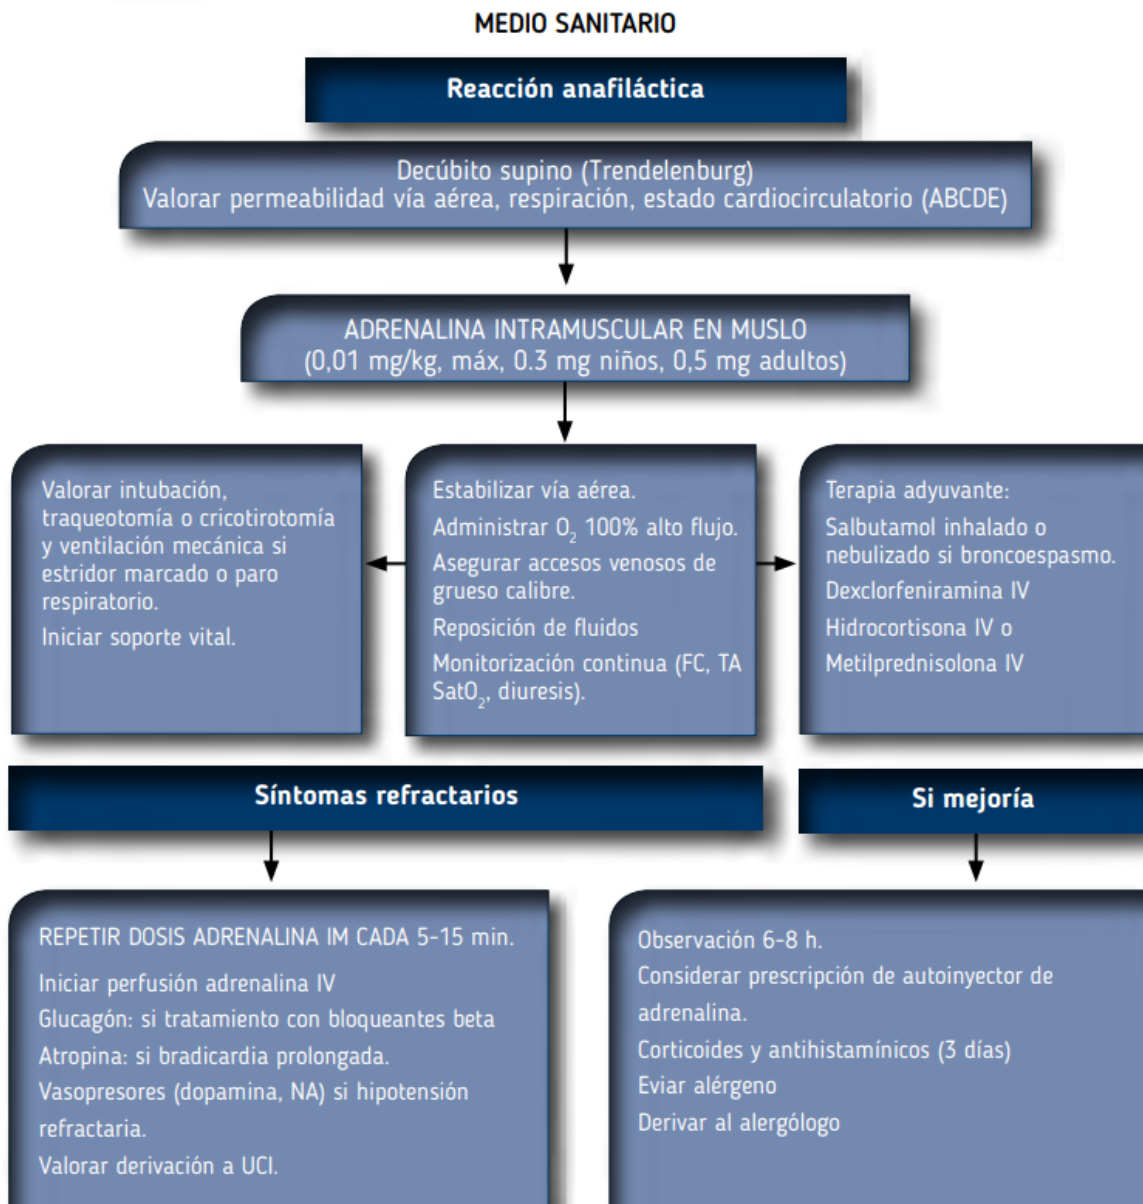 MEDIO SANITARIO
Reacción anafiláctica
Decúbito supino (Trendelenburg)
Valorar permeabilidad vía aérea, respiración, estado cardiocirculatorio (ABCDE)
ADRENALINA INTRAMUSCULAR EN MUSLO
(0,01 mg/kg, máx, 0.3 mg niños, 0,5 mg adultos)
Valorar intubación,
traqueotomía o cricotirotomía
y ventilación mecánica si
estridor marcado o paro
respiratorio.
Iniciar soporte vital.
Estabilizar vía aérea.
Administrar O₂ 100% alto flujo.
Asegurar accesos venosos de
grueso calibre.
Reposición de fluidos
Monitorización continua (FC, TA
SatO₂, diuresis).
Terapia adyuvante:
Salbutamol inhalado o
nebulizado si broncoespasmo.
Dexclorfeniramina IV
Hidrocortisona IV o
Metilprednisolona IV
Síntomas refractarios
Si mejoría
REPETIR DOSIS ADRENALINA IM CADA 5-15 min.
Iniciar perfusión adrenalina IV
Glucagón: si tratamiento con bloqueantes beta
Atropina: si bradicardia prolongada.
Vasopresores (dopamina, NA) si hipotensión
refractaria.
Valorar derivación a UCI.
Observación 6-8 h.
Considerar prescripción de autoinyector de
adrenalina.
Corticoides y antihistamínicos (3 días)
Eviar alérgeno
Derivar al alergólogo